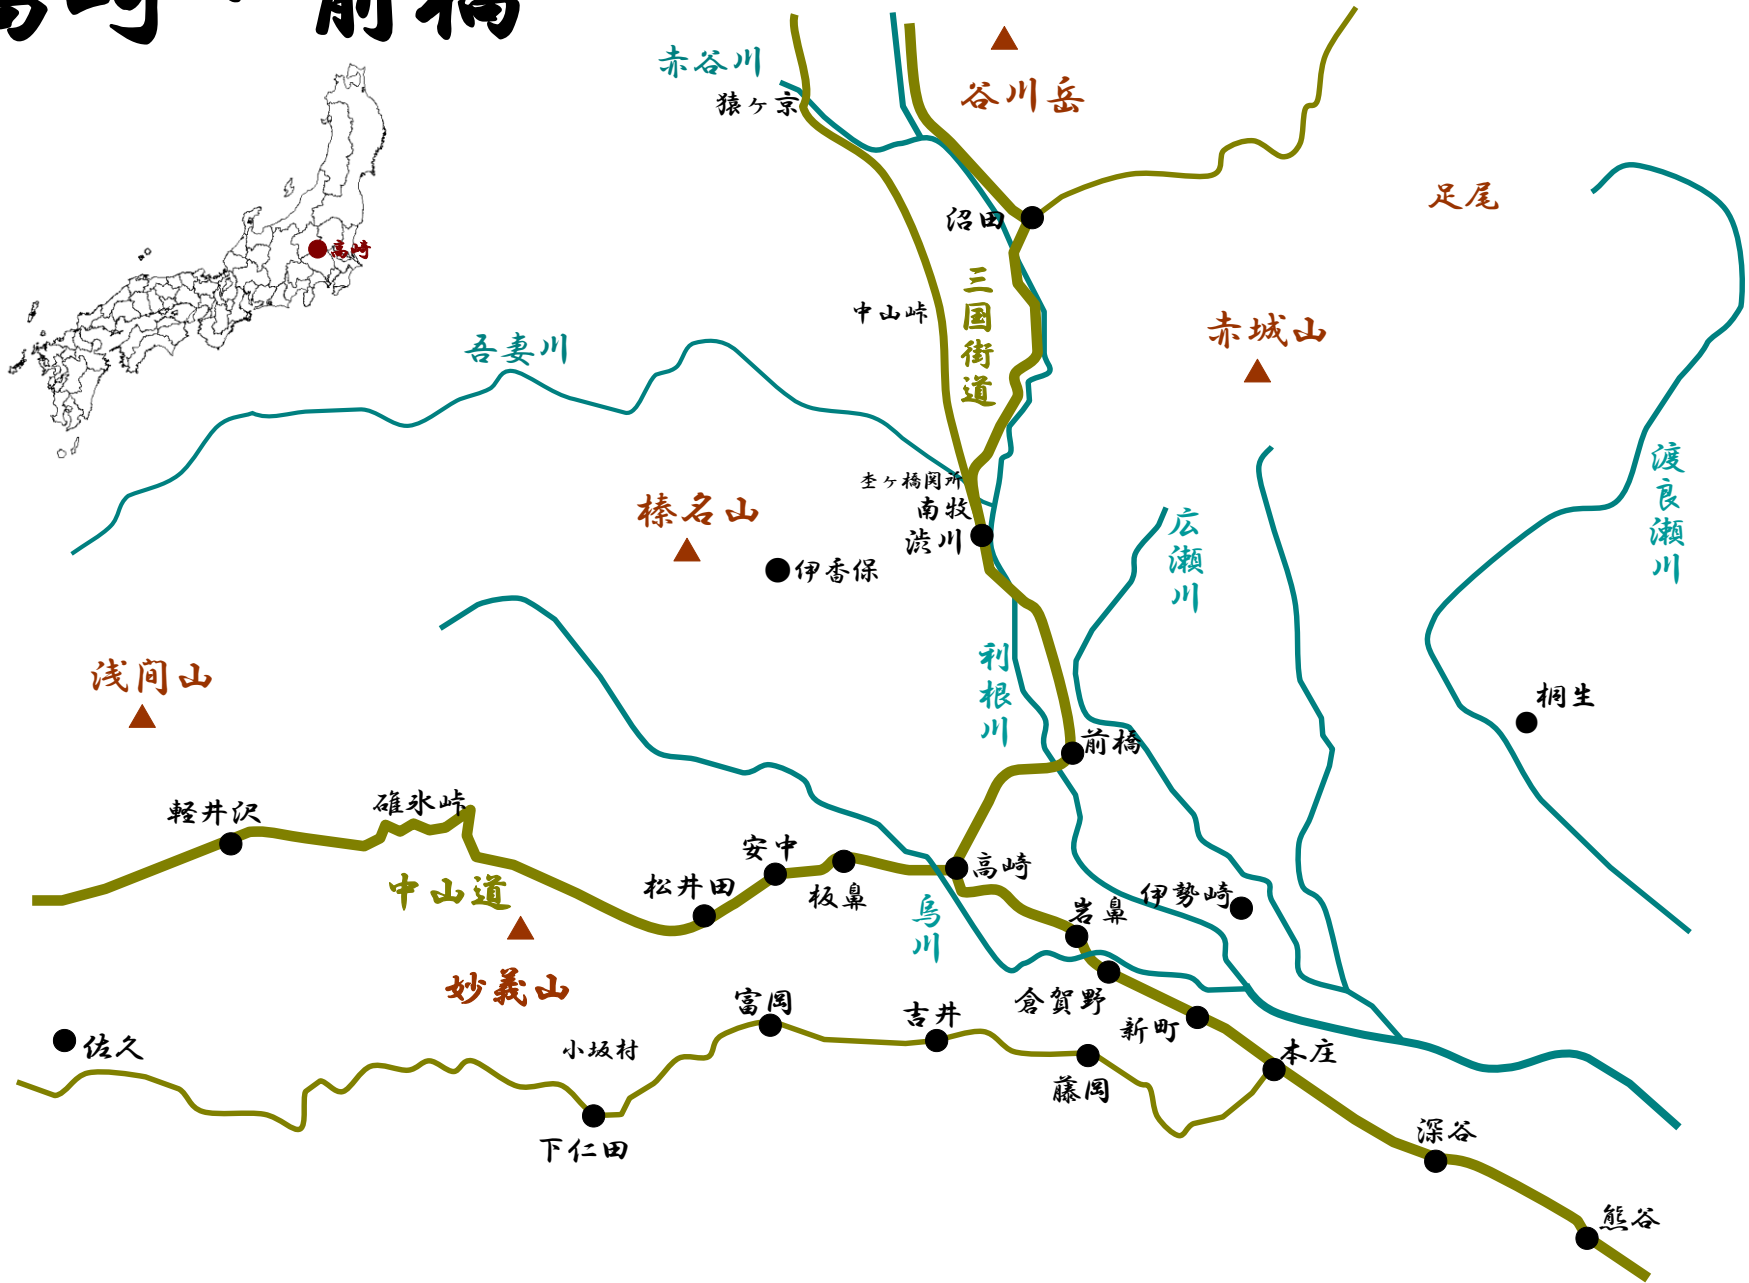 高崎・前橋
赤谷川
猿ヶ京
谷川岳
足尾
沼田
高崎
三国街道
中山峠
赤城山
吾妻川
渡良瀬川
杢ヶ橋関所
南牧
渋川
榛名山
伊香保
広瀬川
利根川
浅间山
桐生
前橋
軽井沢
碓氷峠
中山道
安中
松井田
板鼻
高崎
烏川
岩鼻
伊勢崎
妙義山
倉賀野
新町
本庄
富岡
吉井
藤岡
佐久
小坂村
下仁田
深谷
熊谷